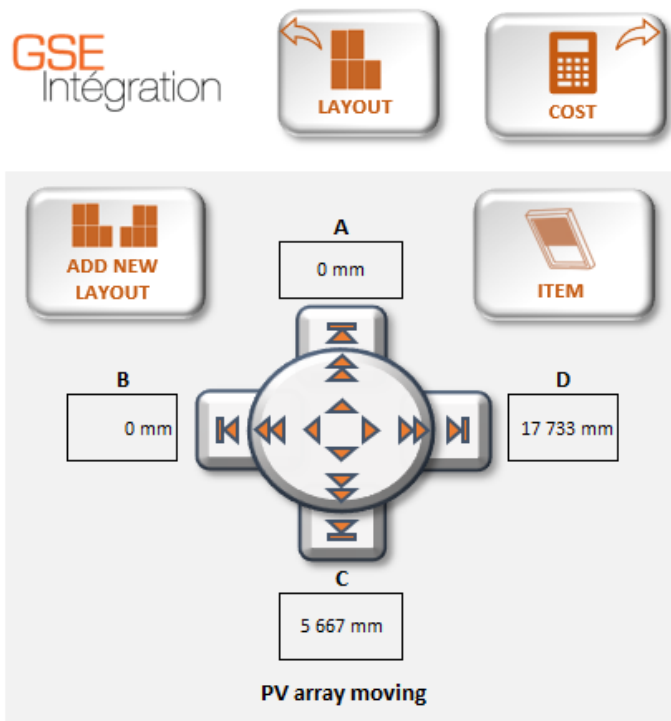 GSE
Intégration
LAYOUT
COST
ADD NEW
LAYOUT
ITEM
A
0 mm
B
0 mm
D
17 733 mm
C
5 667 mm
PV array moving